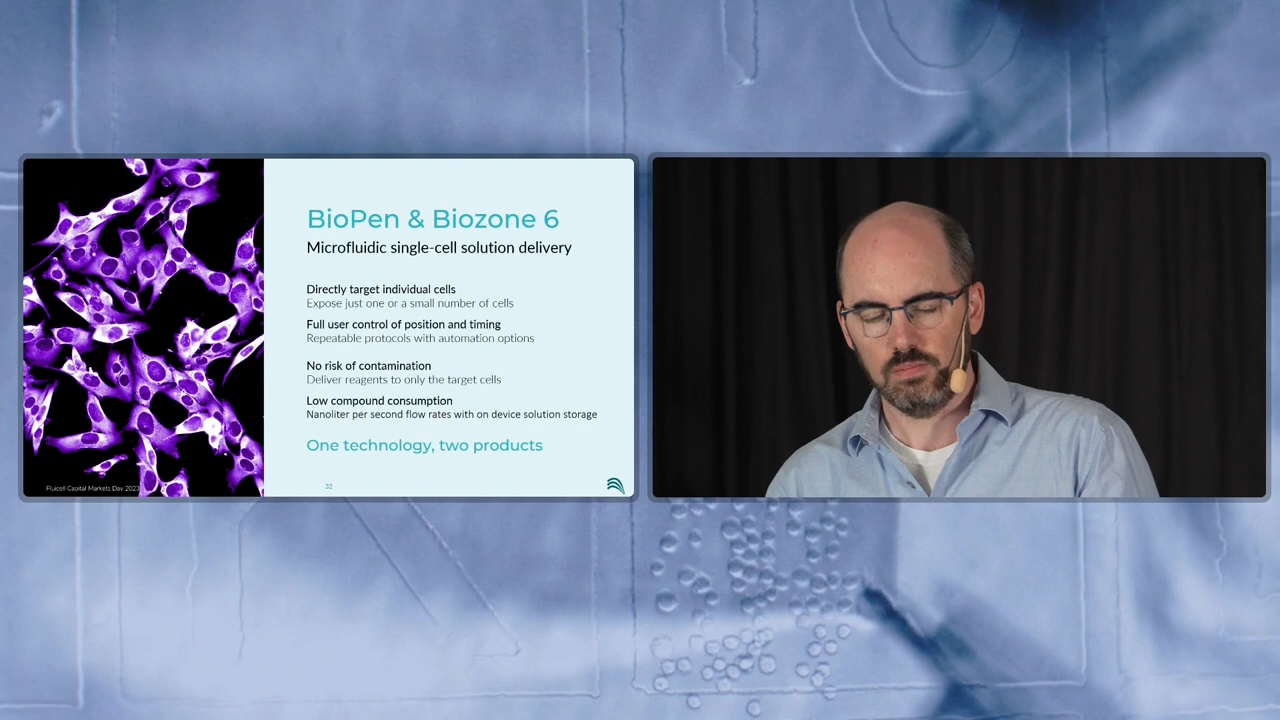 BioPen & Biozone 6
Microfluidic single-cell solution delivery
Directly target individual cells
Expose just one or a small number of cells
Full user control of position and timing
Repeatable protocols with automation options
No risk of contamination
Deliver reagents to only the target cells
Low compound consumption
Nanoliter per second flow rates with on device solution storage
One technology, two products
Fluicell Capital Markets Day 2023
32